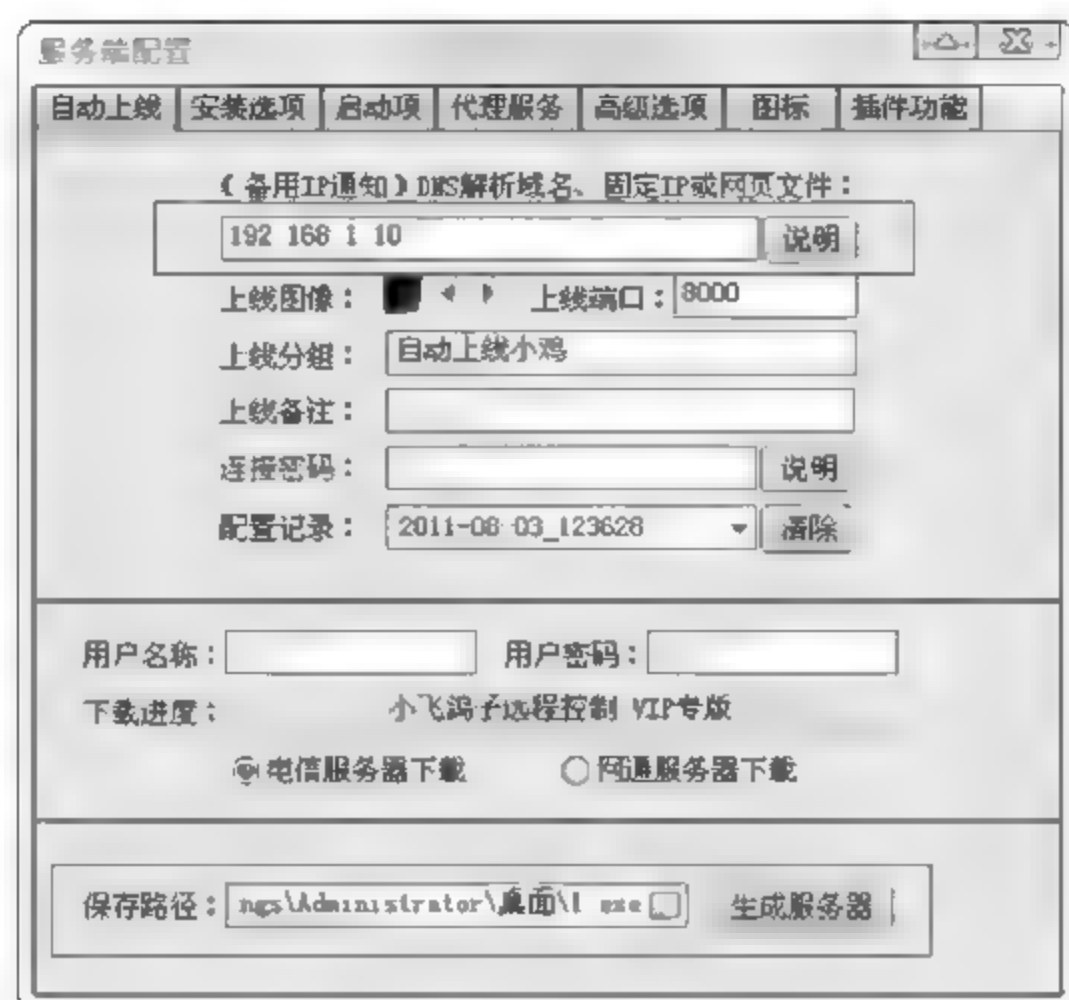 服务端配置
自动上线 安装选项 启动项 代理服务 高级选项 图标 插件功能
（备用IP通知）DNS解析域名、固定IP或网页文件：
192 168 1 10 说明
上线图像： 上线端口：8000
上线分组： 自动上线小鸡
上线备注：
连接密码： 说明
配置记录： 2011-08-03_123628 清除
用户名称： 用户密码：
下载进度： 小飞鸽子远程控制 VIP专版
电信服务器下载 网通服务器下载
保存路径： ngs\Administrator\桌面\1 exe 生成服务器